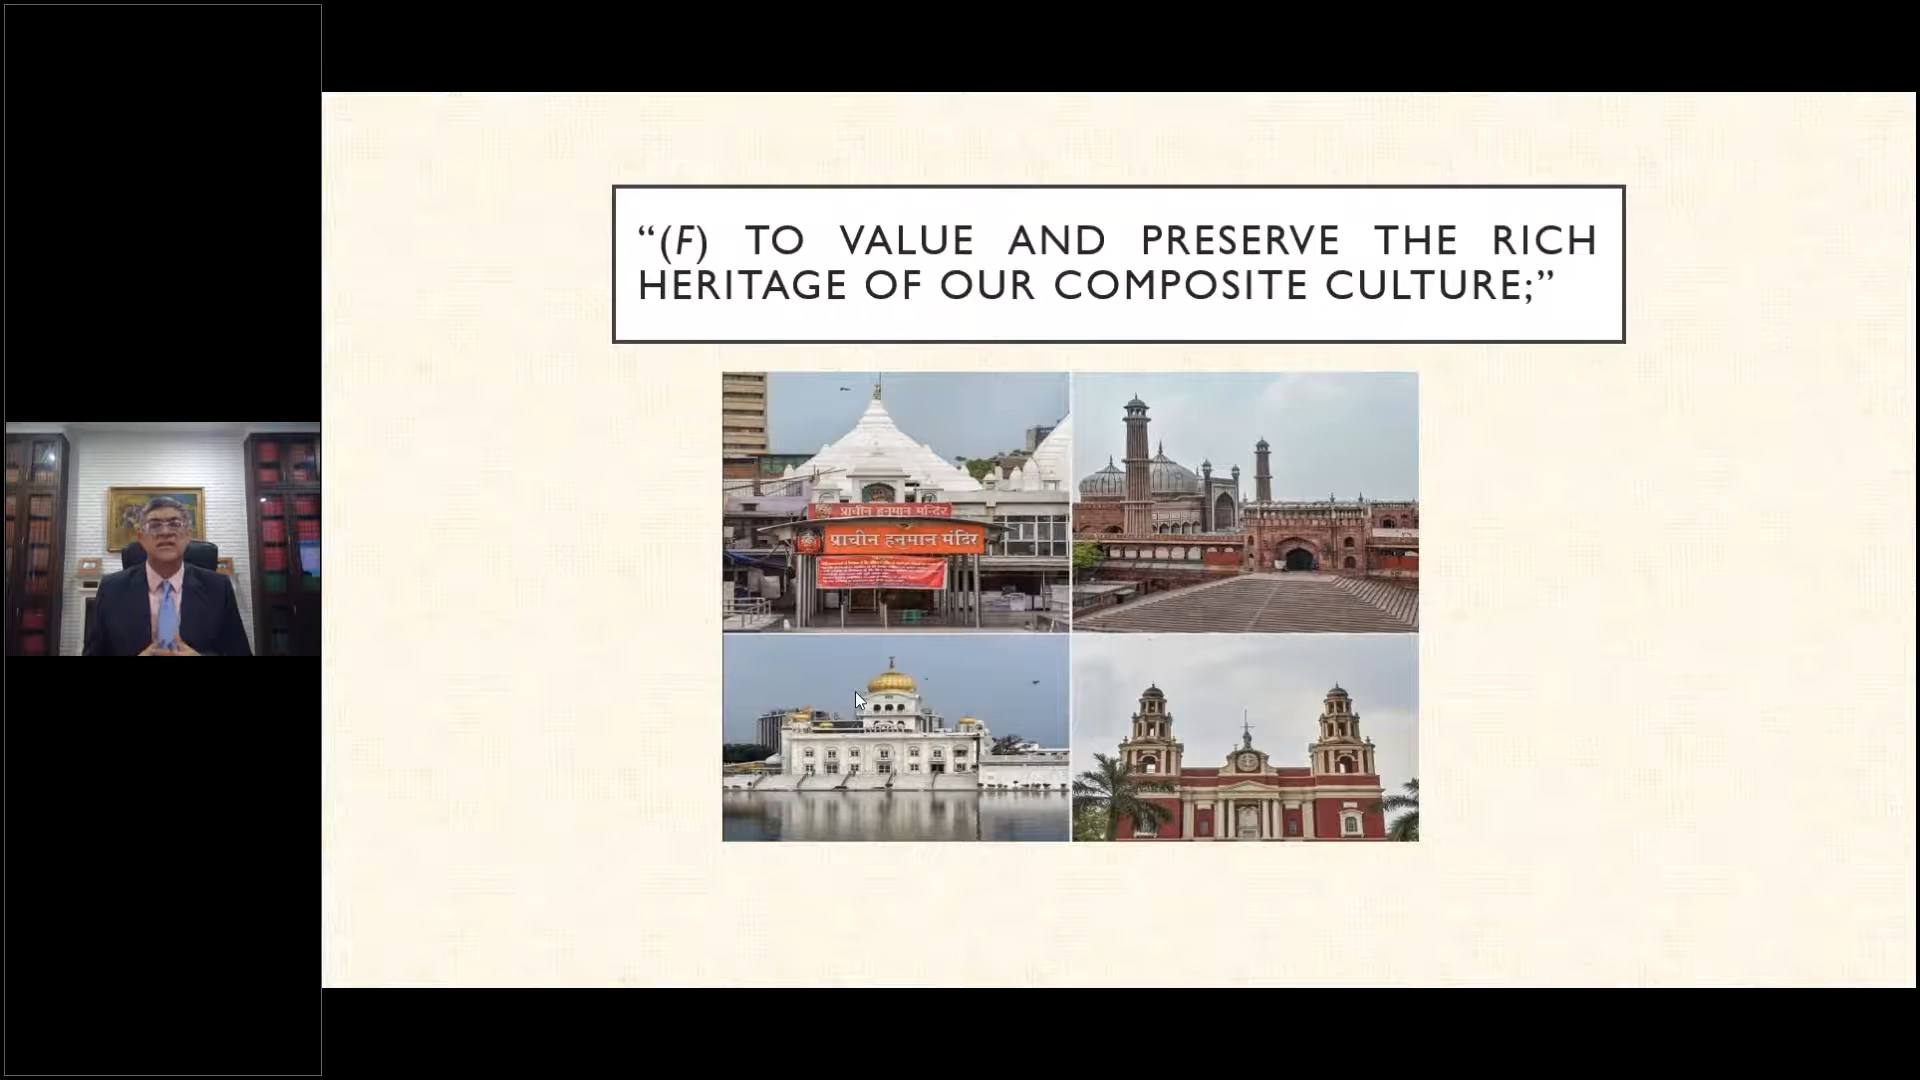 “(F) TO VALUE AND PRESERVE THE RICH
HERITAGE OF OUR COMPOSITE CULTURE;”
प्राचीन हनुमान मन्दिर
प्राचीन हनुमान मंदिर